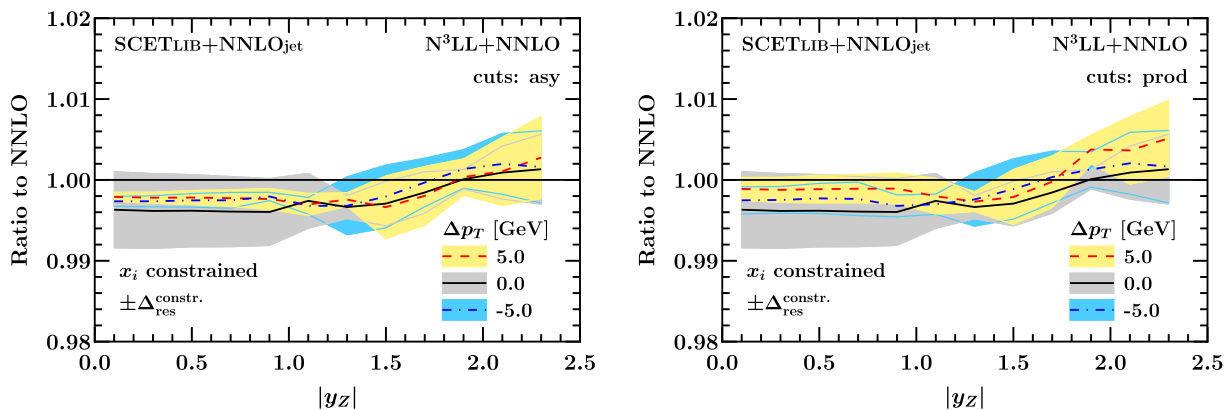 SCETLIB+NNLOjet N³LL+NNLO
cuts: asy
Ratio to NNLO
1.02
1.01
1.00
0.99
0.98
Δp_T [GeV]
5.0
0.0
-5.0
x_i constrained
±Δ_res^constr.
0.0 0.5 1.0 1.5 2.0 2.5
|y_Z|
SCETLIB+NNLOjet N³LL+NNLO
cuts: prod
Ratio to NNLO
1.02
1.01
1.00
0.99
0.98
Δp_T [GeV]
5.0
0.0
-5.0
x_i constrained
±Δ_res^constr.
0.0 0.5 1.0 1.5 2.0 2.5
|y_Z|